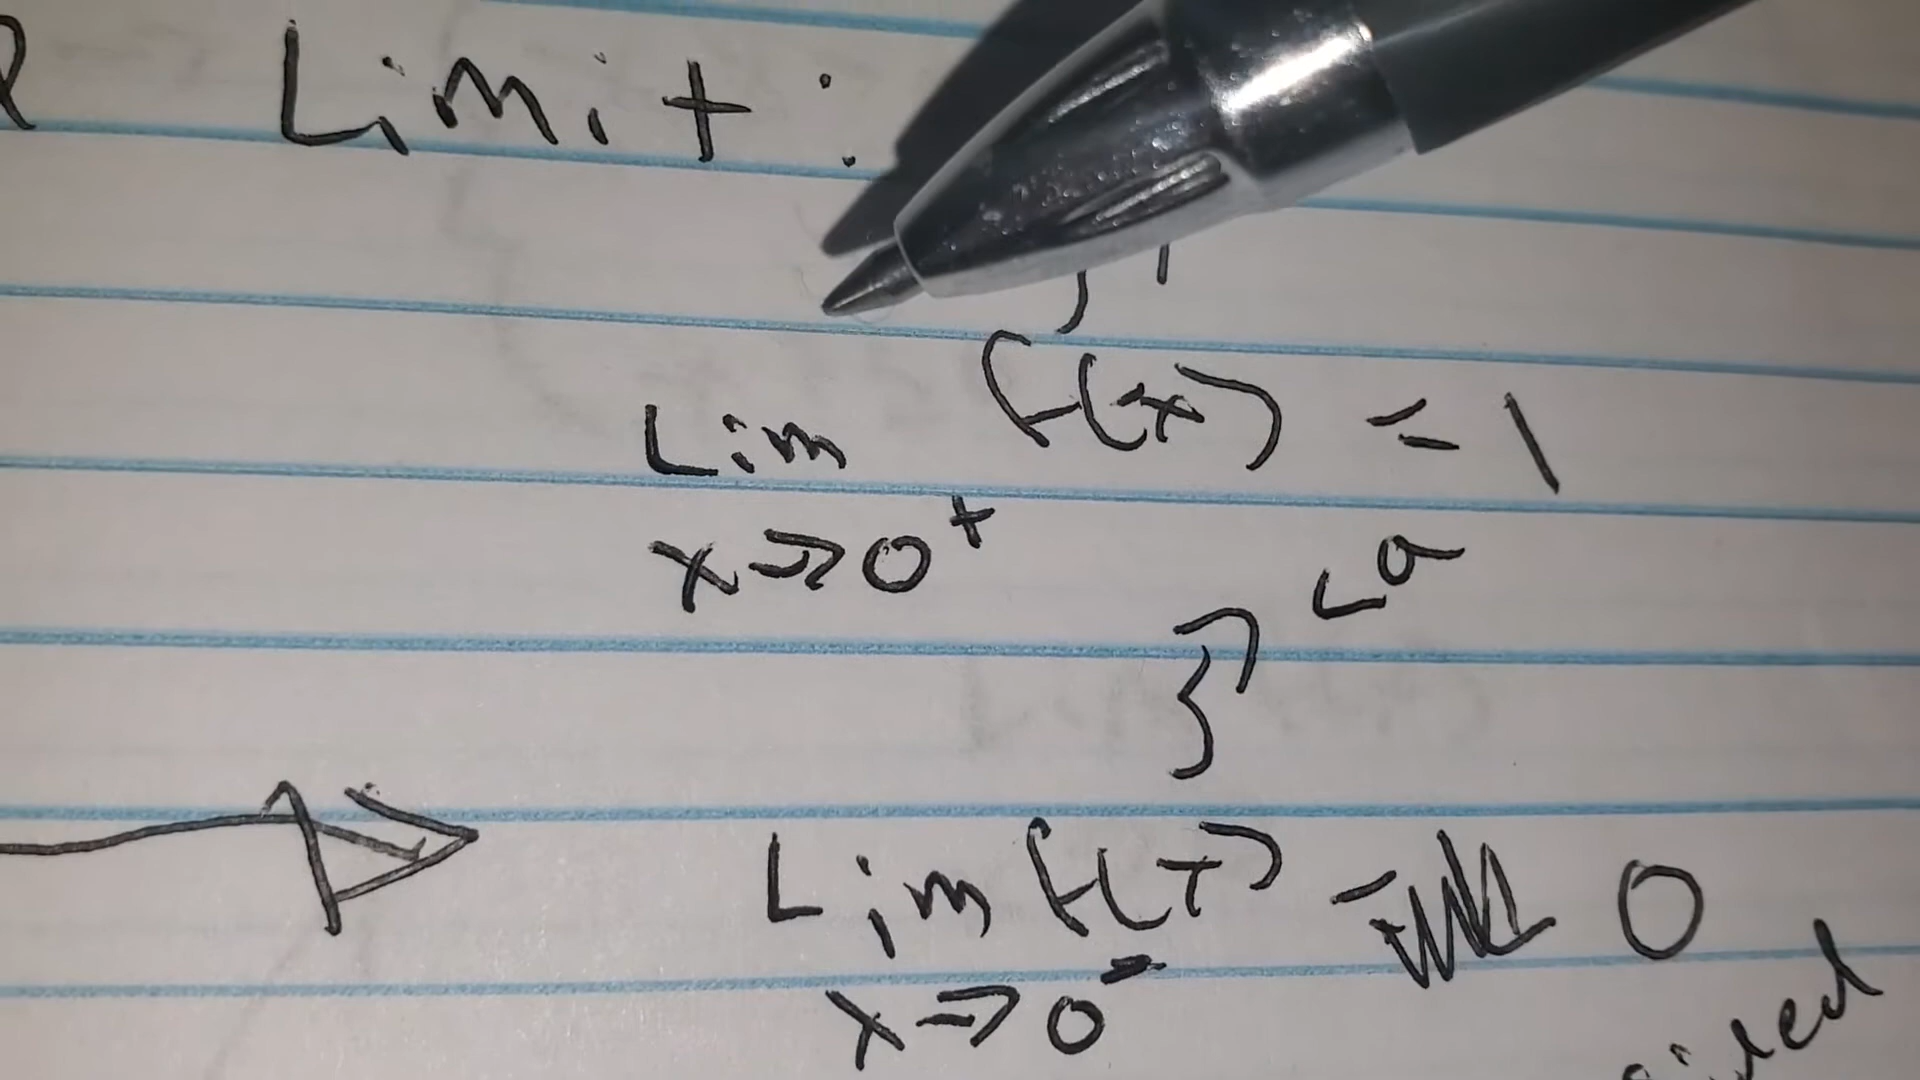 Limit:
Lim f(x) = 1
x→0⁺
Lim f(x) = 0
x→0⁻